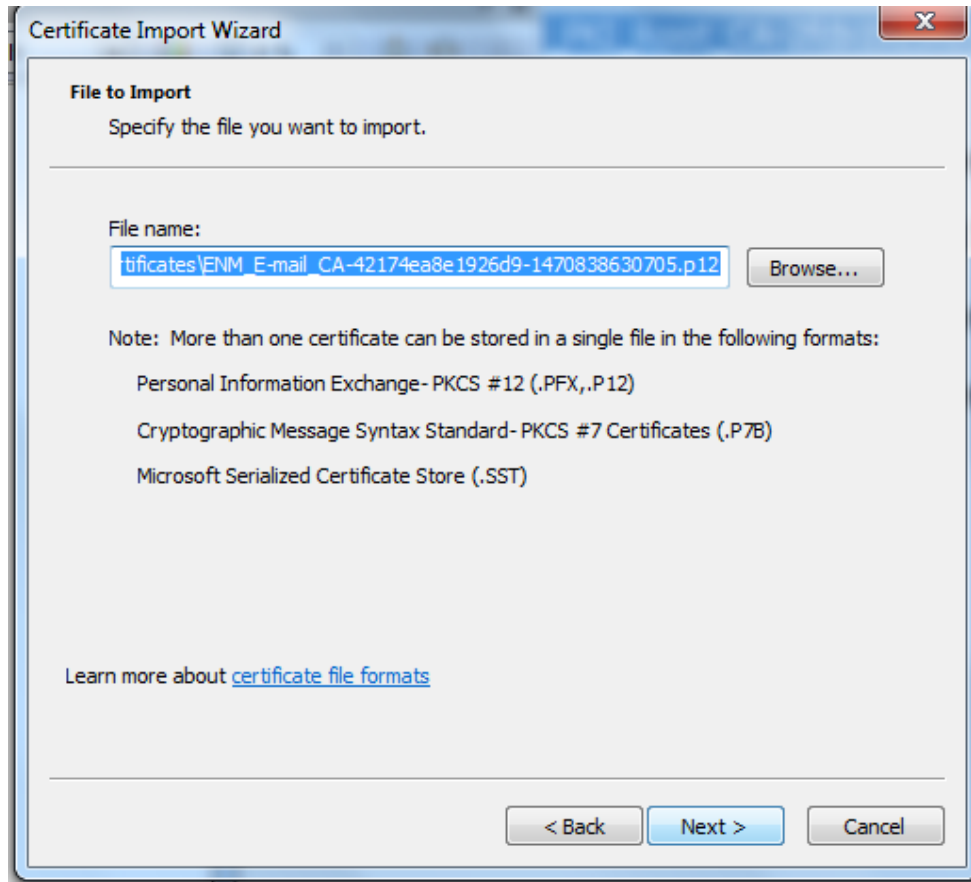 Certificate Import Wizard
File to Import
Specify the file you want to import.
File name:
rtificates\ENM_E-mail_CA-42174ea8e1926d9-1470838630705.p12
Browse...
Note: More than one certificate can be stored in a single file in the following formats:
Personal Information Exchange- PKCS #12 (.PFX,.P12)
Cryptographic Message Syntax Standard- PKCS #7 Certificates (.P7B)
Microsoft Serialized Certificate Store (.SST)
Learn more about certificate file formats
< Back
Next >
Cancel